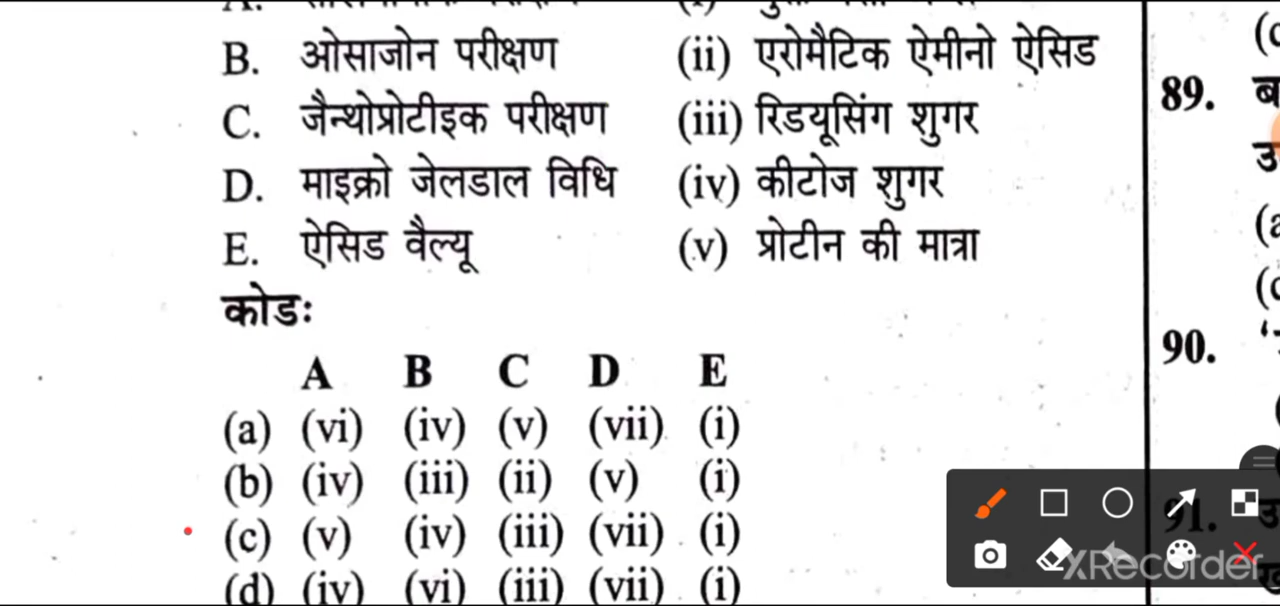 B. ओसाजोन परीक्षण (ii) एरोमैटिक ऐमीनो ऐसिड
C. जैन्थोप्रोटीइक परीक्षण (iii) रिडयूसिंग शुगर
D. माइक्रो जेलडाल विधि (iv) कीटोज शुगर
E. ऐसिड वैल्यू (v) प्रोटीन की मात्रा
कोडः
A B C D E
(a) (vi) (iv) (v) (vii) (i)
(b) (iv) (iii) (ii) (v) (i)
(c) (v) (iv) (iii) (vii) (i)
(d) (iv) (vi) (iii) (vii) (i)
89.
90.
91.
XRecorder